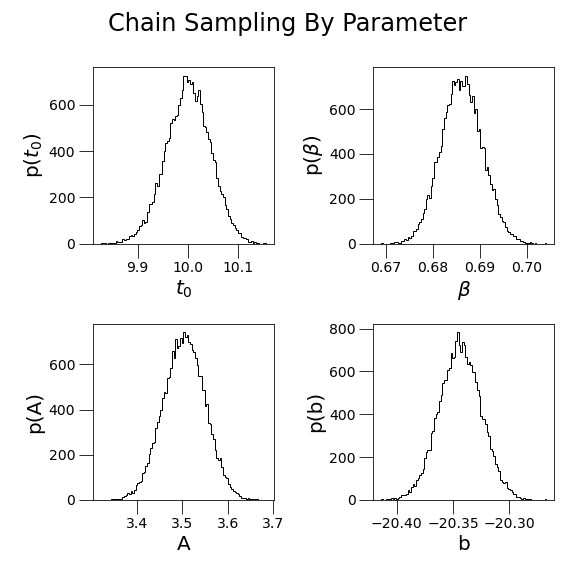 Chain Sampling By Parameter
p(t₀)
600
400
200
0
9.9 10.0 10.1
t₀
p(β)
600
400
200
0
0.67 0.68 0.69 0.70
β
p(A)
600
400
200
0
3.4 3.5 3.6 3.7
A
p(b)
800
600
400
200
0
−20.40 −20.35 −20.30
b